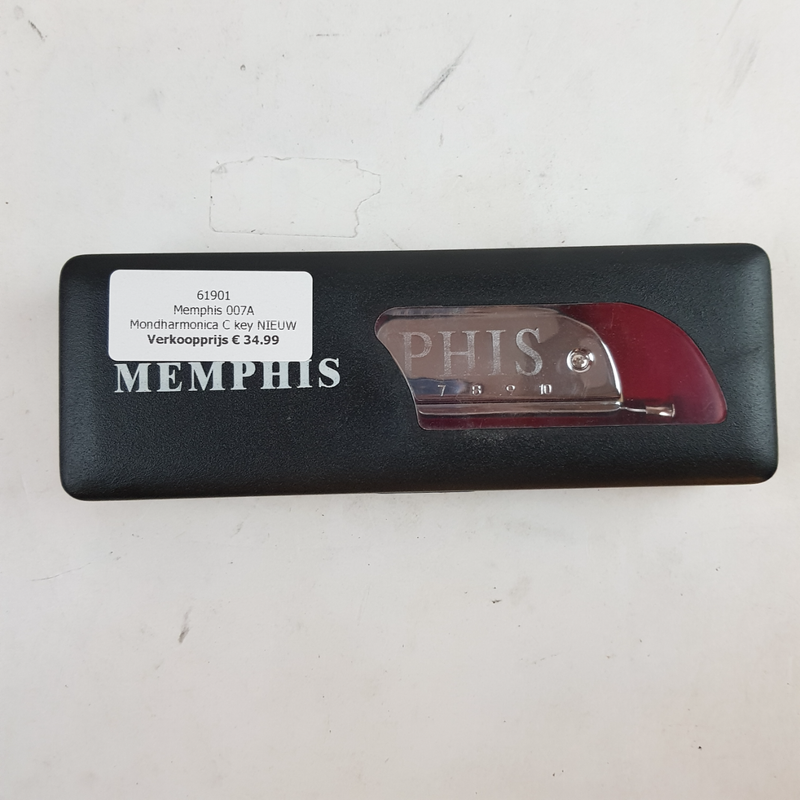 61901
Memphis 007A
Mondharmonica C key NIEUW
Verkoopprijs € 34.99
MEMPHIS
PHIS
7 8 9 10